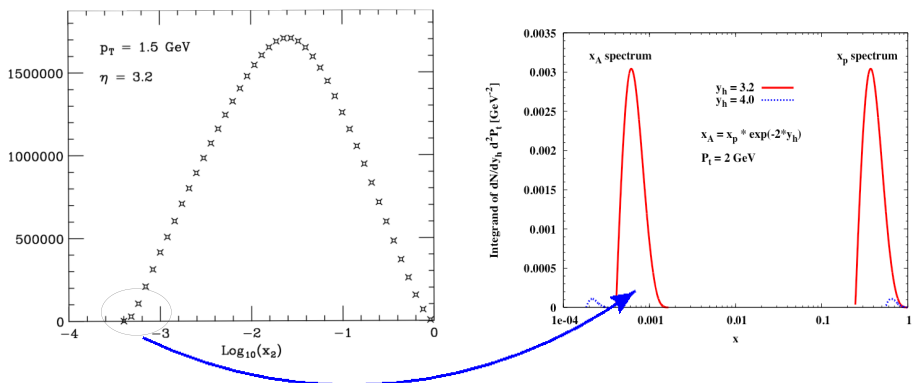 p_T = 1.5 GeV
η = 3.2
1500000
1000000
500000
0
−4
−3
−2
−1
0
Log₁₀(x₂)
0.0035
0.003
0.0025
0.002
0.0015
0.001
0.0005
0
Integrand of dN/dy_h d²P_t [GeV⁻²]
x_A spectrum
x_p spectrum
y_h = 3.2
y_h = 4.0
x_A = x_p * exp(-2*y_h)
P_t = 2 GeV
1e-04
0.001
0.01
0.1
1
x